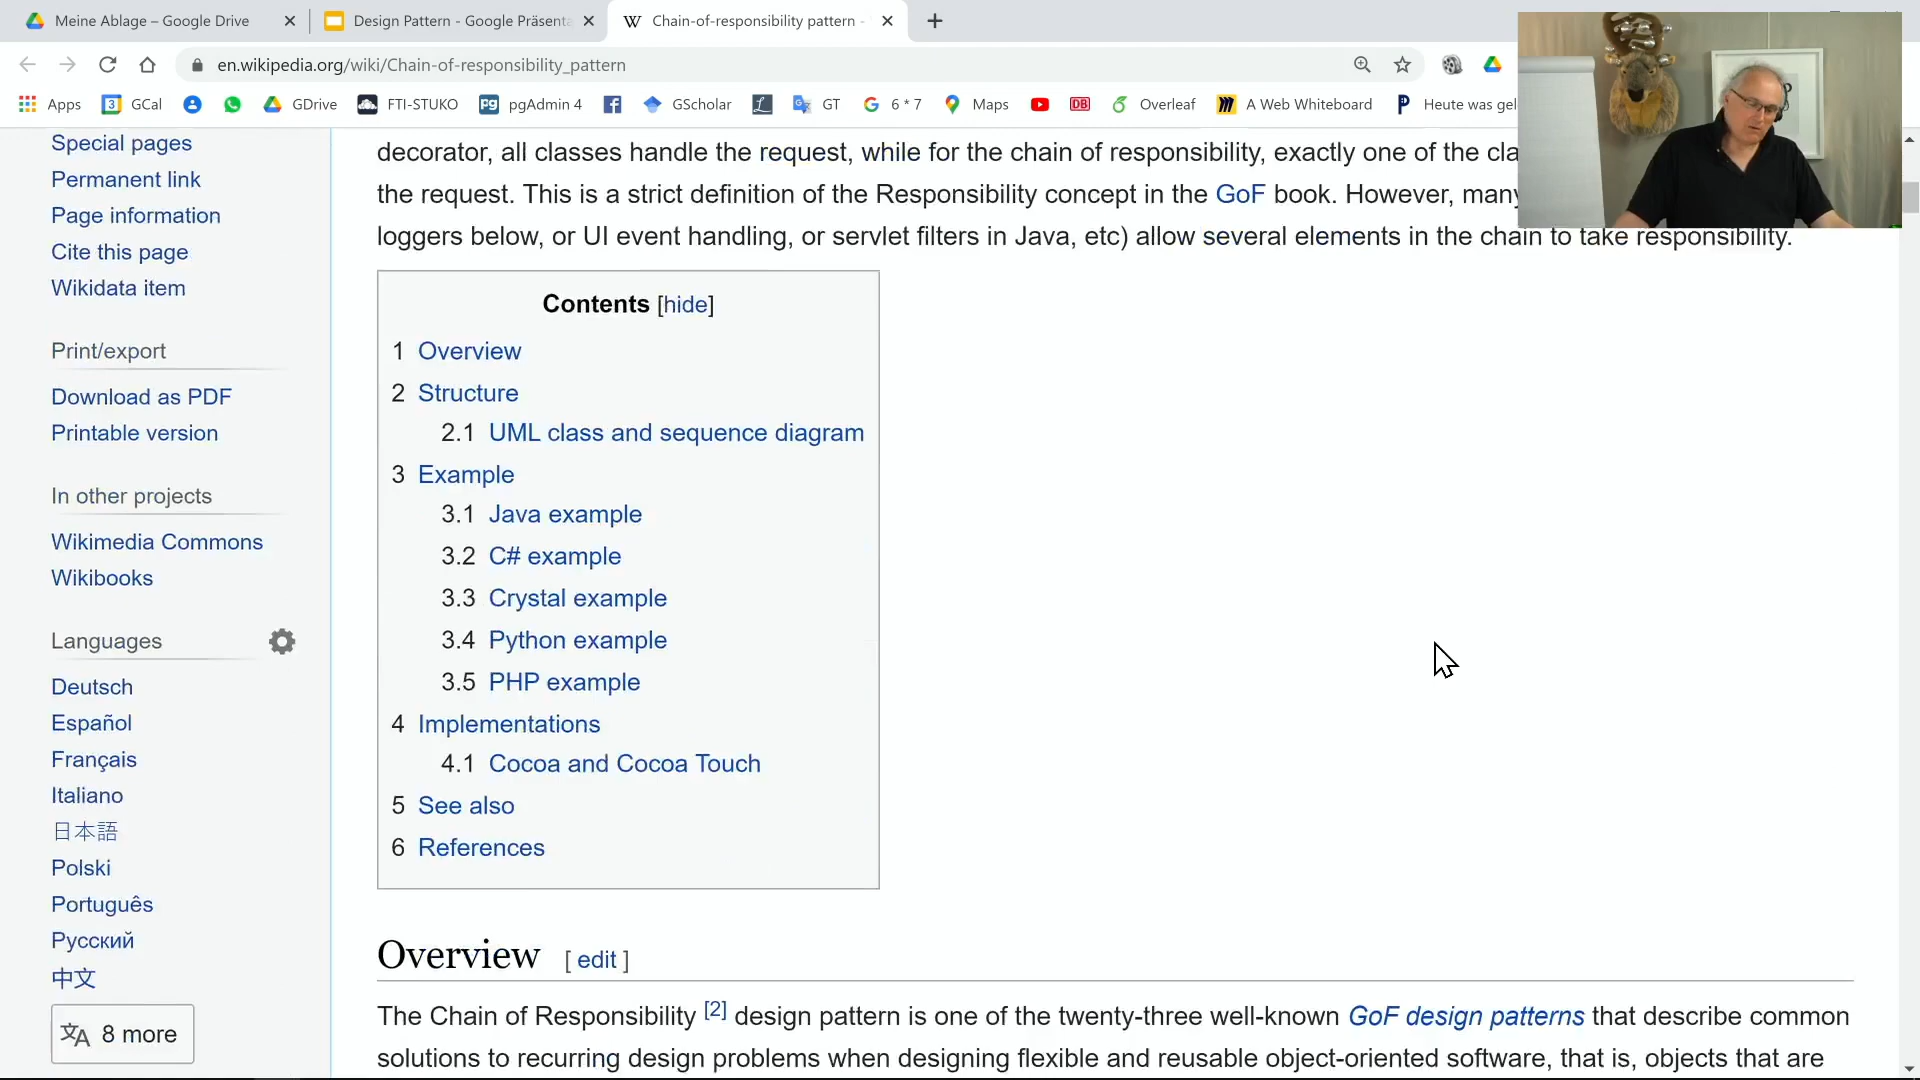 Meine Ablage – Google Drive
Design Pattern - Google Präsenta
W Chain-of-responsibility pattern -
en.wikipedia.org/wiki/Chain-of-responsibility_pattern
Apps 3 GCal GDrive FTI-STUKO pg pgAdmin 4 GScholar GT G 6 * 7 Maps DB Overleaf A Web Whiteboard Heute was gel
Special pages
Permanent link
Page information
Cite this page
Wikidata item
Print/export
Download as PDF
Printable version
In other projects
Wikimedia Commons
Wikibooks
Languages
Deutsch
Español
Français
Italiano
日本語
Polski
Português
Русский
中文
文A 8 more
decorator, all classes handle the request, while for the chain of responsibility, exactly one of the cla
the request. This is a strict definition of the Responsibility concept in the GoF book. However, many
loggers below, or UI event handling, or servlet filters in Java, etc) allow several elements in the chain to take responsibility.
Contents [hide]
1 Overview
2 Structure
2.1 UML class and sequence diagram
3 Example
3.1 Java example
3.2 C# example
3.3 Crystal example
3.4 Python example
3.5 PHP example
4 Implementations
4.1 Cocoa and Cocoa Touch
5 See also
6 References
Overview [ edit ]
The Chain of Responsibility [2] design pattern is one of the twenty-three well-known GoF design patterns that describe common
solutions to recurring design problems when designing flexible and reusable object-oriented software, that is, objects that are